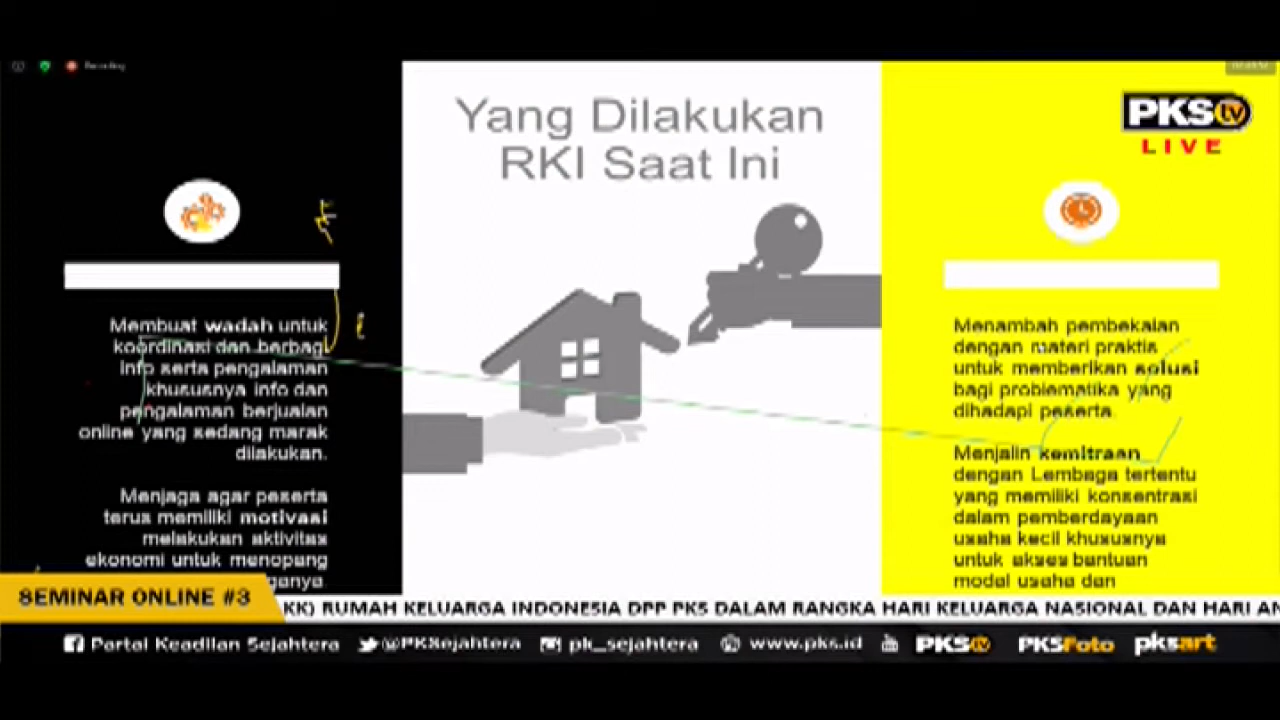 Recording
Yang Dilakukan
RKI Saat Ini
PKS tv
LIVE
Membuat wadah untuk
koordinasi dan berbagi
info serta pengalaman
khususnya info dan
pengalaman berjualan
online yang sedang marak
dilakukan.
Menjaga agar peserta
terus memiliki motivasi
melakukan aktivitas
ekonomi untuk menopang
ganya
Menambah pembekalan
dengan materi praktis
untuk memberikan solusi
bagi problematika yang
dihadapi peserta
Menjalin kemitraan
dengan Lembaga tertentu
yang memiliki konsentrasi
dalam pemberdayaan
usaha kecil khususnya
untuk akses bantuan
modal usaha dan
SEMINAR ONLINE #3
KK) RUMAH KELUARGA INDONESIA DPP PKS DALAM RANGKA HARI KELUARGA NASIONAL DAN HARI AN
Partai Keadilan Sejahtera @PKSejahtera pk_sejahtera www.pks.id PKStv PKSFoto pksart